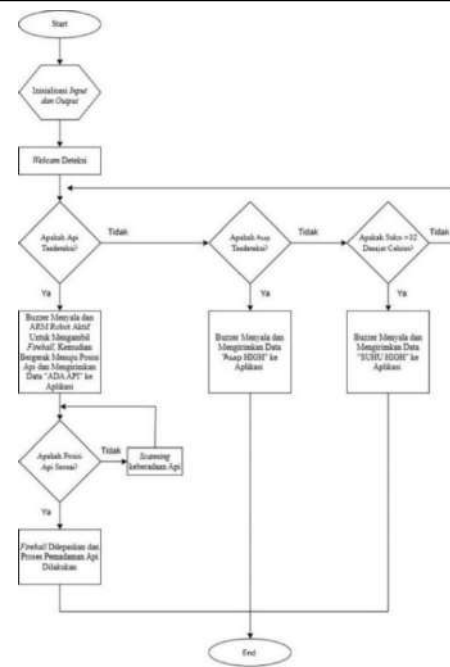 Start
Inisialisasi Input
dan Output
Webcam Deteksi
Apakah Api
Terdeteksi?
Tidak
Apakah Asap
Terdeteksi?
Tidak
Apakah Suhu
Derajat Celsius?
Tidak
Ya
Ya
Ya
Buzzer Menyala dan
ARM Robot Aktif
Untuk Mengambil
Fireball, Kemudian
Bergerak Menuju Posisi
Api dan Mengirimkan
Data "ADA API" ke
Aplikasi
Buzzer Menyala dan
Mengirimkan Data
"Asap HIGH" ke
Aplikasi
Buzzer Menyala dan
Mengirimkan Data
"SUHU HIGH" ke
Aplikasi
Apakah Posisi
Api Sesuai?
Tidak
Scanning
keberadaan Api
Ya
Fireball Dilepaskan dan
Proses Pemadaman Api
Dilakukan
End